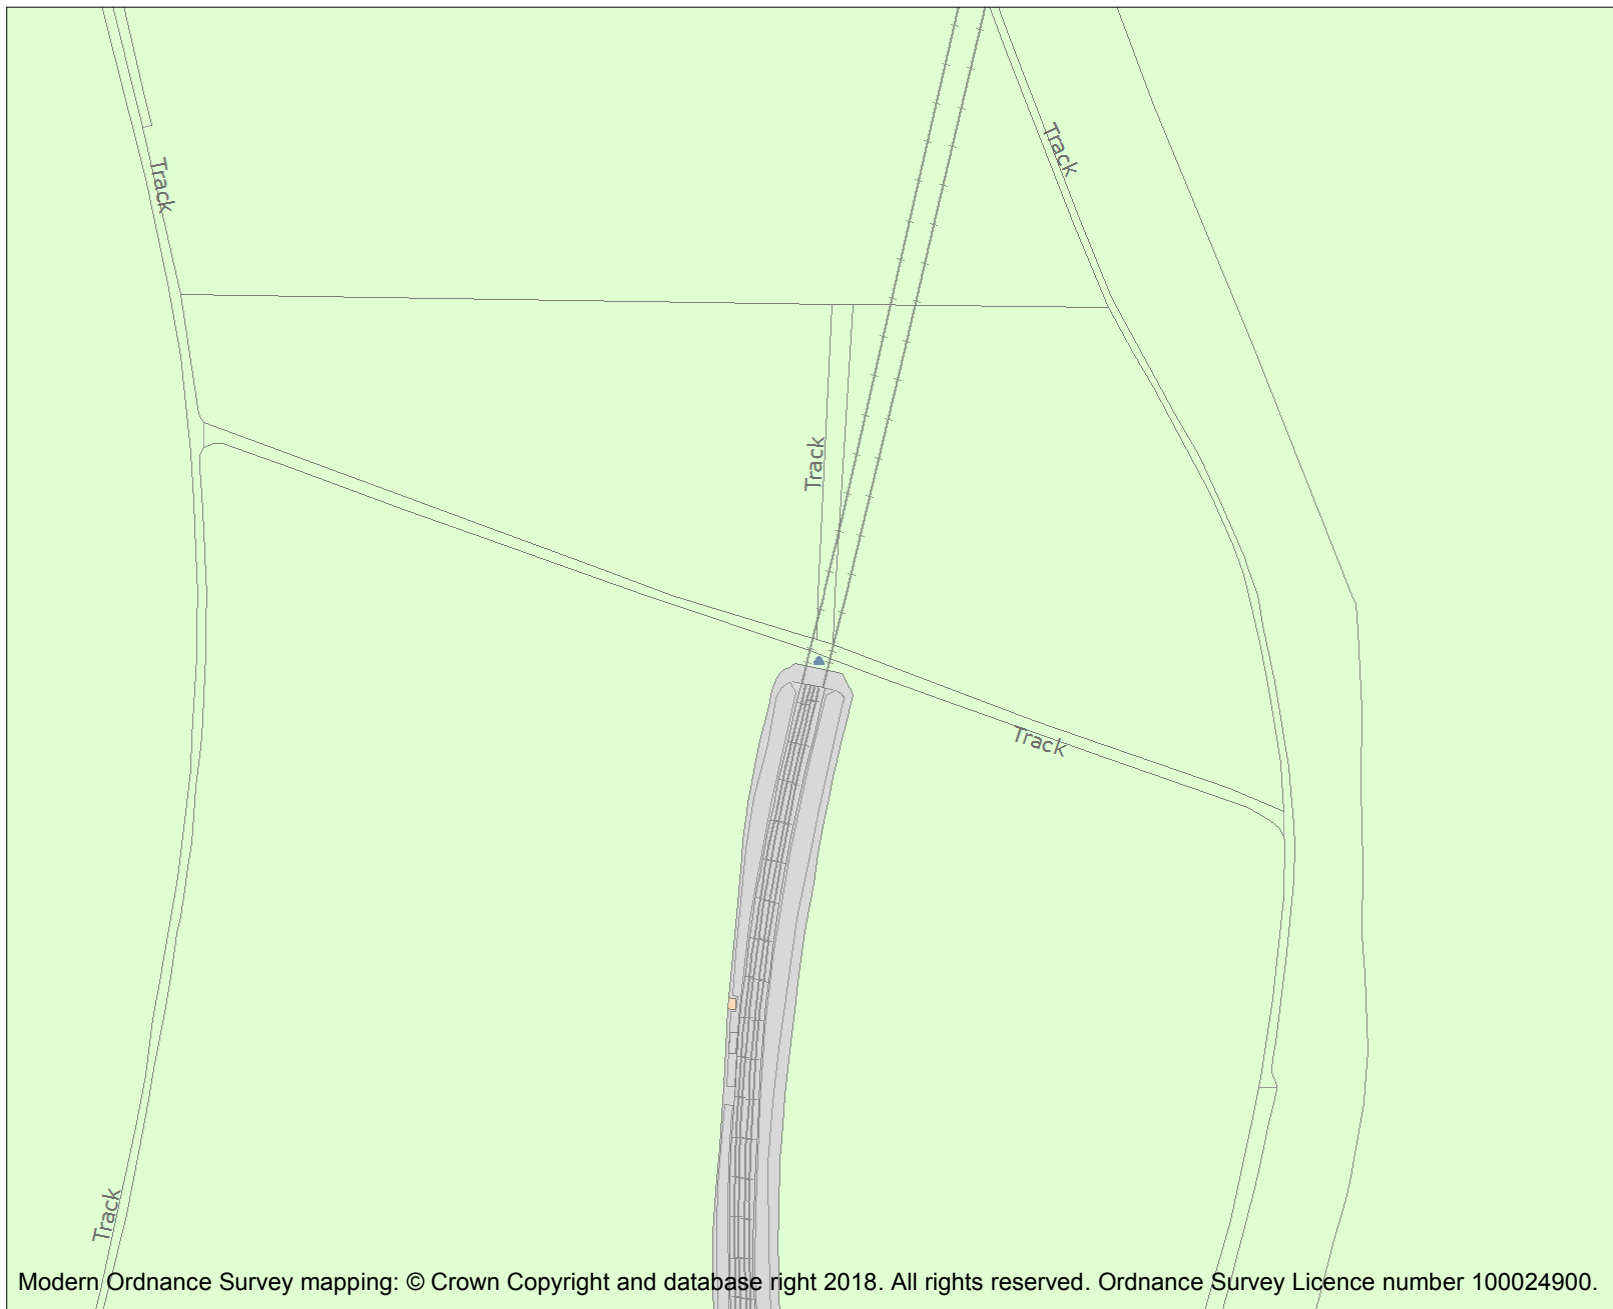 Track
Track
Track
Track
Track
Modern Ordnance Survey mapping: © Crown Copyright and database right 2018. All rights reserved. Ordnance Survey Licence number 100024900.